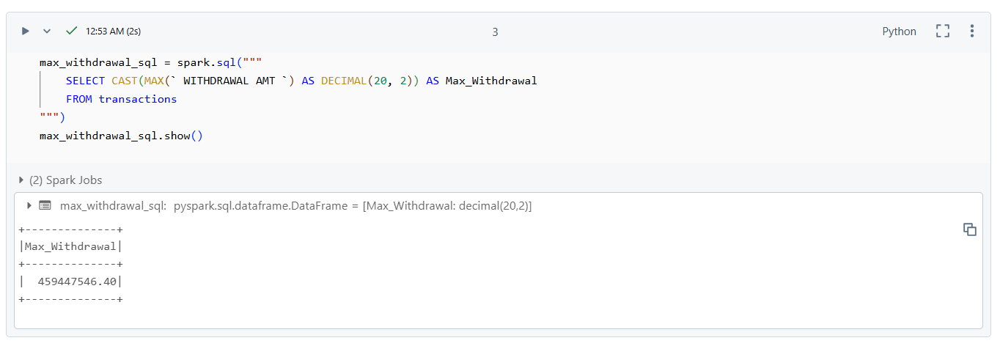 12:53 AM (2s) 3 Python
max_withdrawal_sql = spark.sql("""
    SELECT CAST(MAX(` WITHDRAWAL AMT `) AS DECIMAL(20, 2)) AS Max_Withdrawal
    FROM transactions
""")
max_withdrawal_sql.show()
(2) Spark Jobs
max_withdrawal_sql: pyspark.sql.dataframe.DataFrame = [Max_Withdrawal: decimal(20,2)]
+--------------+
|Max_Withdrawal|
+--------------+
|  459447546.40|
+--------------+